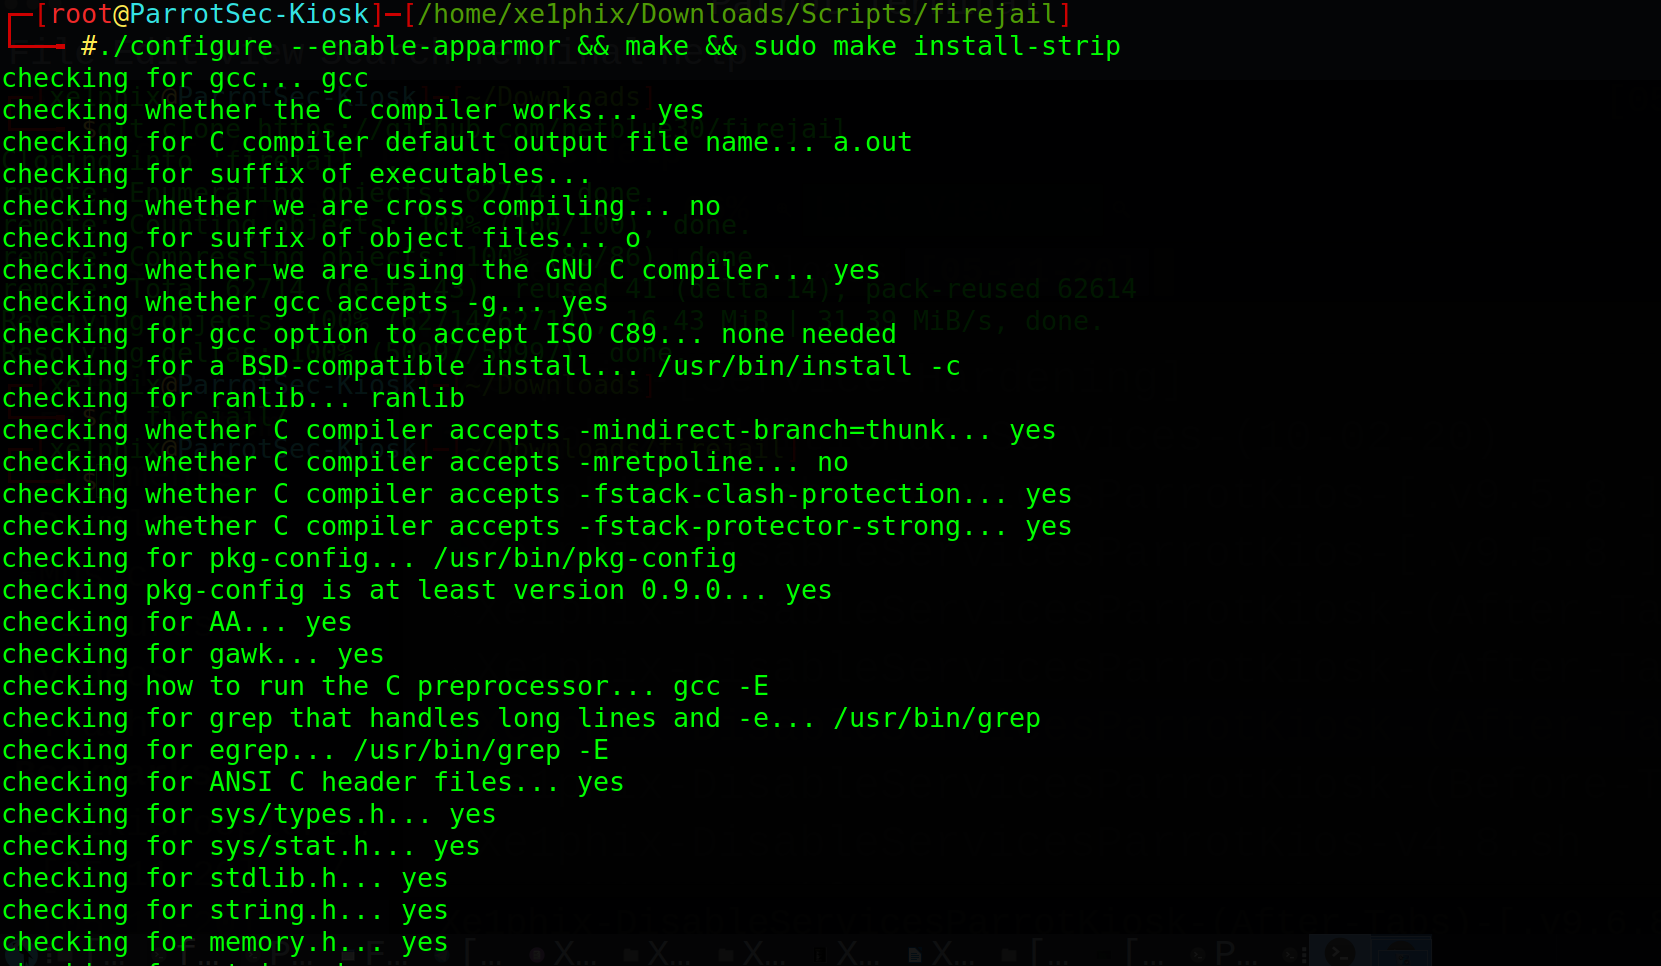 [root@ParrotSec-Kiosk]─[/home/xe1phix/Downloads/Scripts/firejail]
#./configure --enable-apparmor && make && sudo make install-strip
checking for gcc... gcc
checking whether the C compiler works... yes
checking for C compiler default output file name... a.out
checking for suffix of executables...
checking whether we are cross compiling... no
checking for suffix of object files... o
checking whether we are using the GNU C compiler... yes
checking whether gcc accepts -g... yes
checking for gcc option to accept ISO C89... none needed
checking for a BSD-compatible install... /usr/bin/install -c
checking for ranlib... ranlib
checking whether C compiler accepts -mindirect-branch=thunk... yes
checking whether C compiler accepts -mretpoline... no
checking whether C compiler accepts -fstack-clash-protection... yes
checking whether C compiler accepts -fstack-protector-strong... yes
checking for pkg-config... /usr/bin/pkg-config
checking pkg-config is at least version 0.9.0... yes
checking for AA... yes
checking for gawk... yes
checking how to run the C preprocessor... gcc -E
checking for grep that handles long lines and -e... /usr/bin/grep
checking for egrep... /usr/bin/grep -E
checking for ANSI C header files... yes
checking for sys/types.h... yes
checking for sys/stat.h... yes
checking for stdlib.h... yes
checking for string.h... yes
checking for memory.h... yes